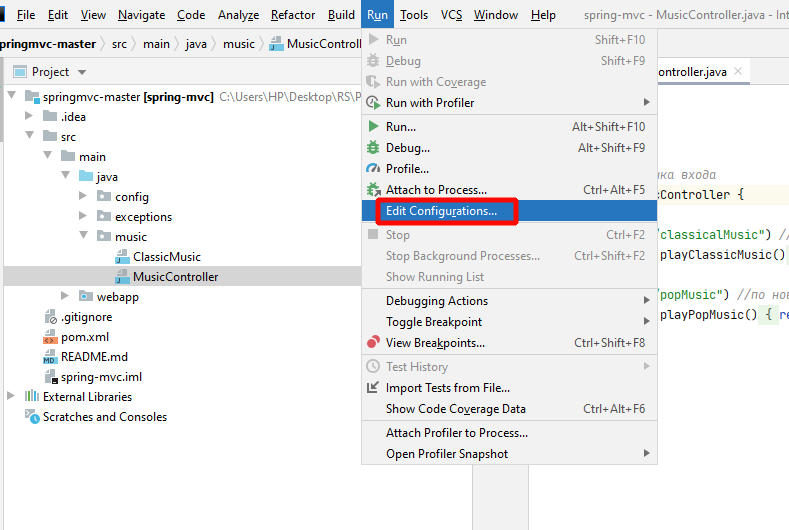 File Edit View Navigate Code Analyze Refactor Build Run Tools VCS Window Help spring-mvc - MusicController.java - Int
pringmvc-master src main java music MusicControll
Project
ontroller.java
springmvc-master [spring-mvc] C:\Users\HP\Desktop\RS\P
.idea
src
main
java
config
exceptions
music
ClassicMusic
MusicController
webapp
.gitignore
pom.xml
README.md
spring-mvc.iml
External Libraries
Scratches and Consoles
Run Shift+F10
Debug Shift+F9
Run with Coverage
Run with Profiler
Run... Alt+Shift+F10
Debug... Alt+Shift+F9
Profile...
Attach to Process... Ctrl+Alt+F5
Edit Configurations...
Stop Ctrl+F2
Stop Background Processes... Ctrl+Shift+F2
Show Running List
Debugging Actions
Toggle Breakpoint
View Breakpoints... Ctrl+Shift+F8
Test History
Import Tests from File...
Show Code Coverage Data Ctrl+Alt+F6
Attach Profiler to Process...
Open Profiler Snapshot
ка входа
cController {
/classicalMusic") //
playClassicMusic()
/popMusic") //по нов
playPopMusic() { re